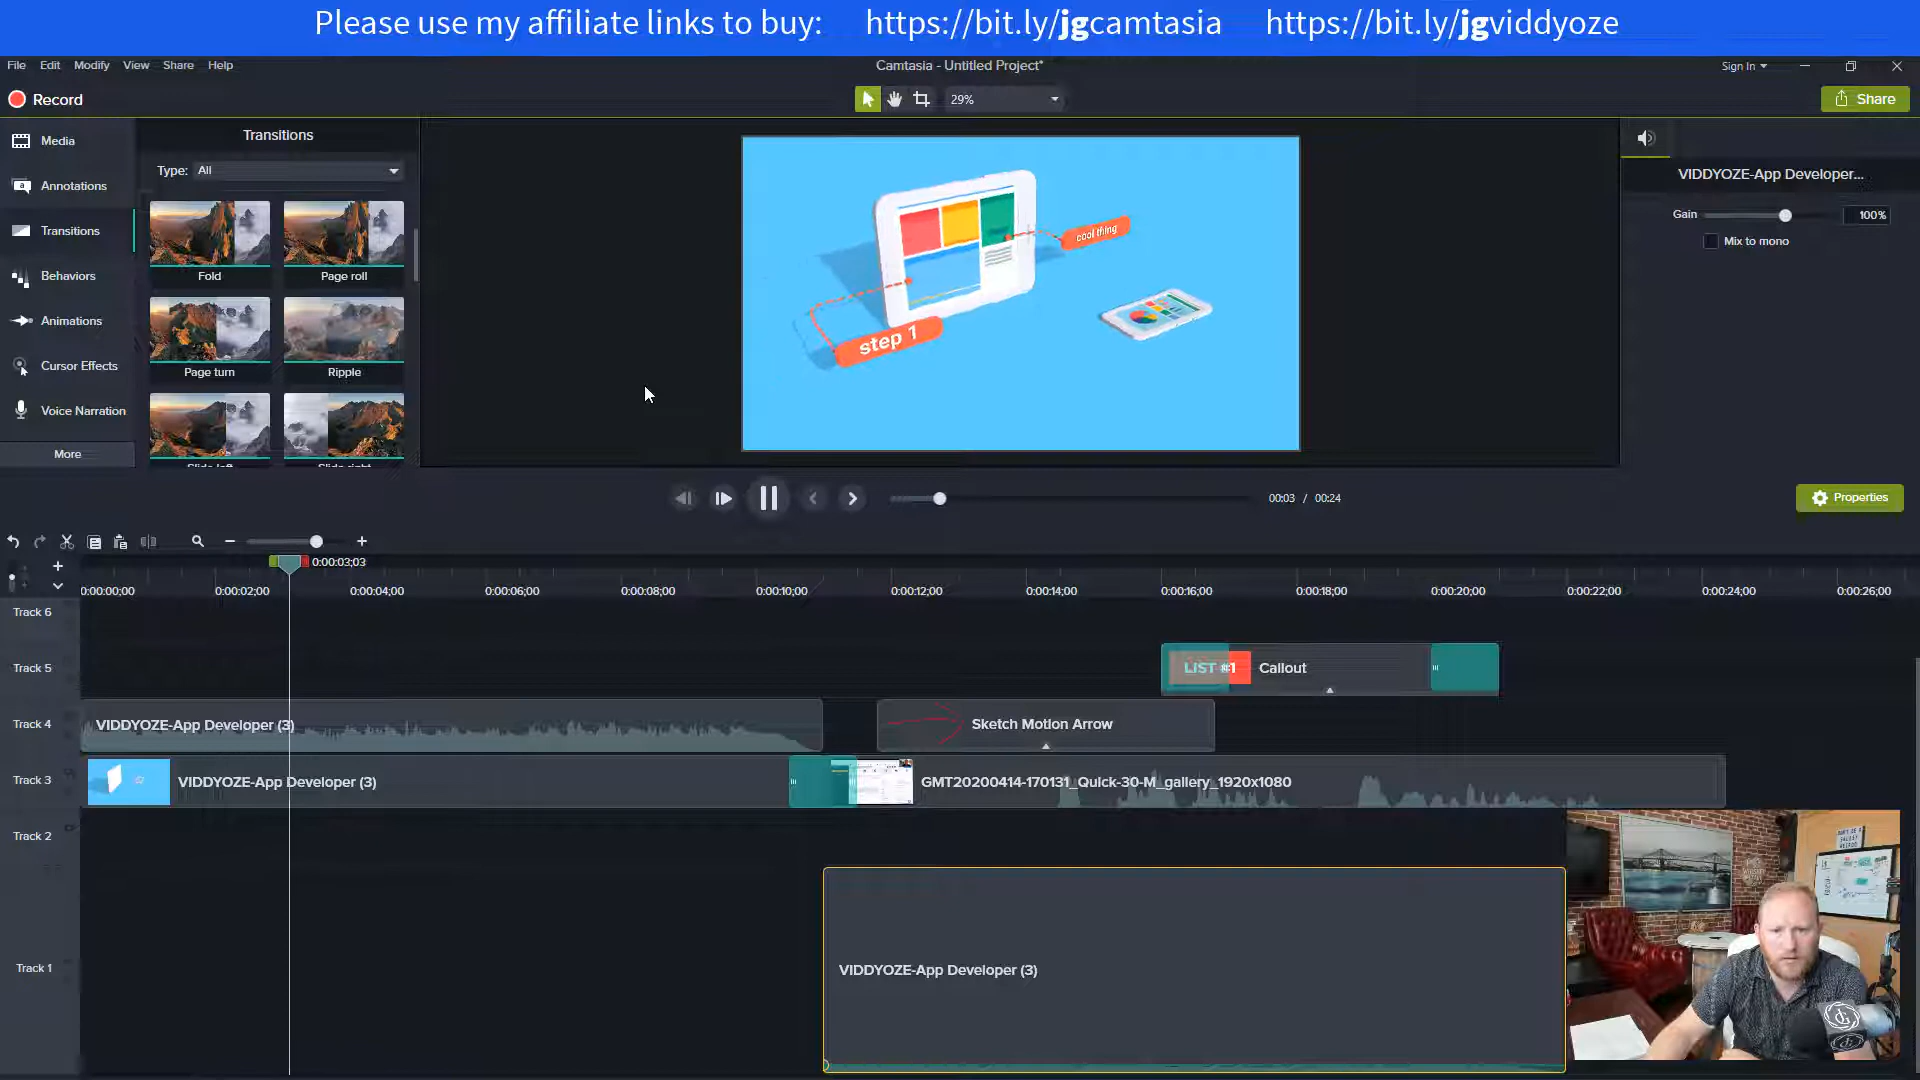 Please use my affiliate links to buy: https://bit.ly/jgcamtasia https://bit.ly/jgviddyoze
File Edit Modify View Share Help
Camtasia - Untitled Project*
Sign In
Record
29%
Share
Media
Annotations
Transitions
Behaviors
Animations
Cursor Effects
Voice Narration
More
Transitions
Type: All
Fold
Page roll
Page turn
Ripple
Slide left
Slide right
cool thing
step 1
VIDDYOZE-App Developer...
Gain 100%
Mix to mono
00:03 / 00:24
Properties
0:00:03;03
0:00:00;00 0:00:02;00 0:00:04;00 0:00:06;00 0:00:08;00 0:00:10;00 0:00:12;00 0:00:14;00 0:00:16;00 0:00:18;00 0:00:20;00 0:00:22;00 0:00:24;00 0:00:26;00
Track 6
Track 5
LIST #1 Callout
Track 4
VIDDYOZE-App Developer (3)
Sketch Motion Arrow
Track 3
VIDDYOZE-App Developer (3)
GMT20200414-170131_Quick-30-M_gallery_1920x1080
Track 2
Track 1
VIDDYOZE-App Developer (3)